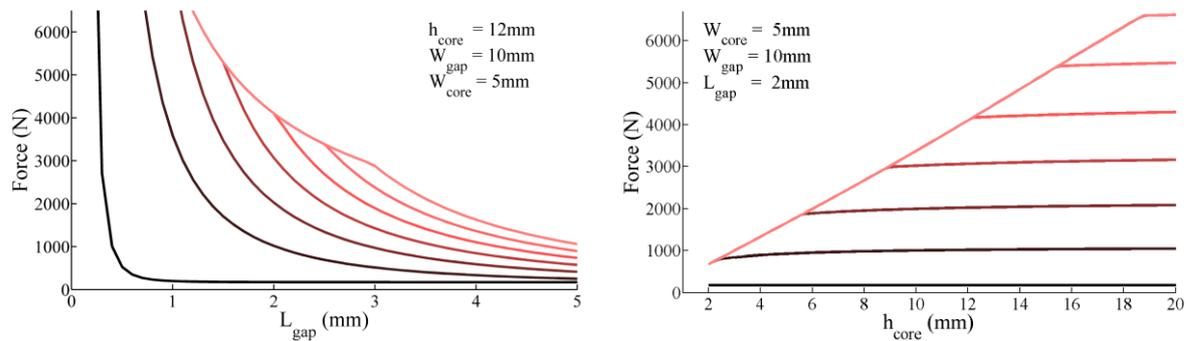 6000
5000
4000
3000
2000
1000
0
0 1 2 3 4 5
Force (N)
L_gap (mm)
h_core = 12mm
W_gap = 10mm
W_core = 5mm
6000
5000
4000
3000
2000
1000
0
2 4 6 8 10 12 14 16 18 20
Force (N)
h_core (mm)
W_core = 5mm
W_gap = 10mm
L_gap = 2mm